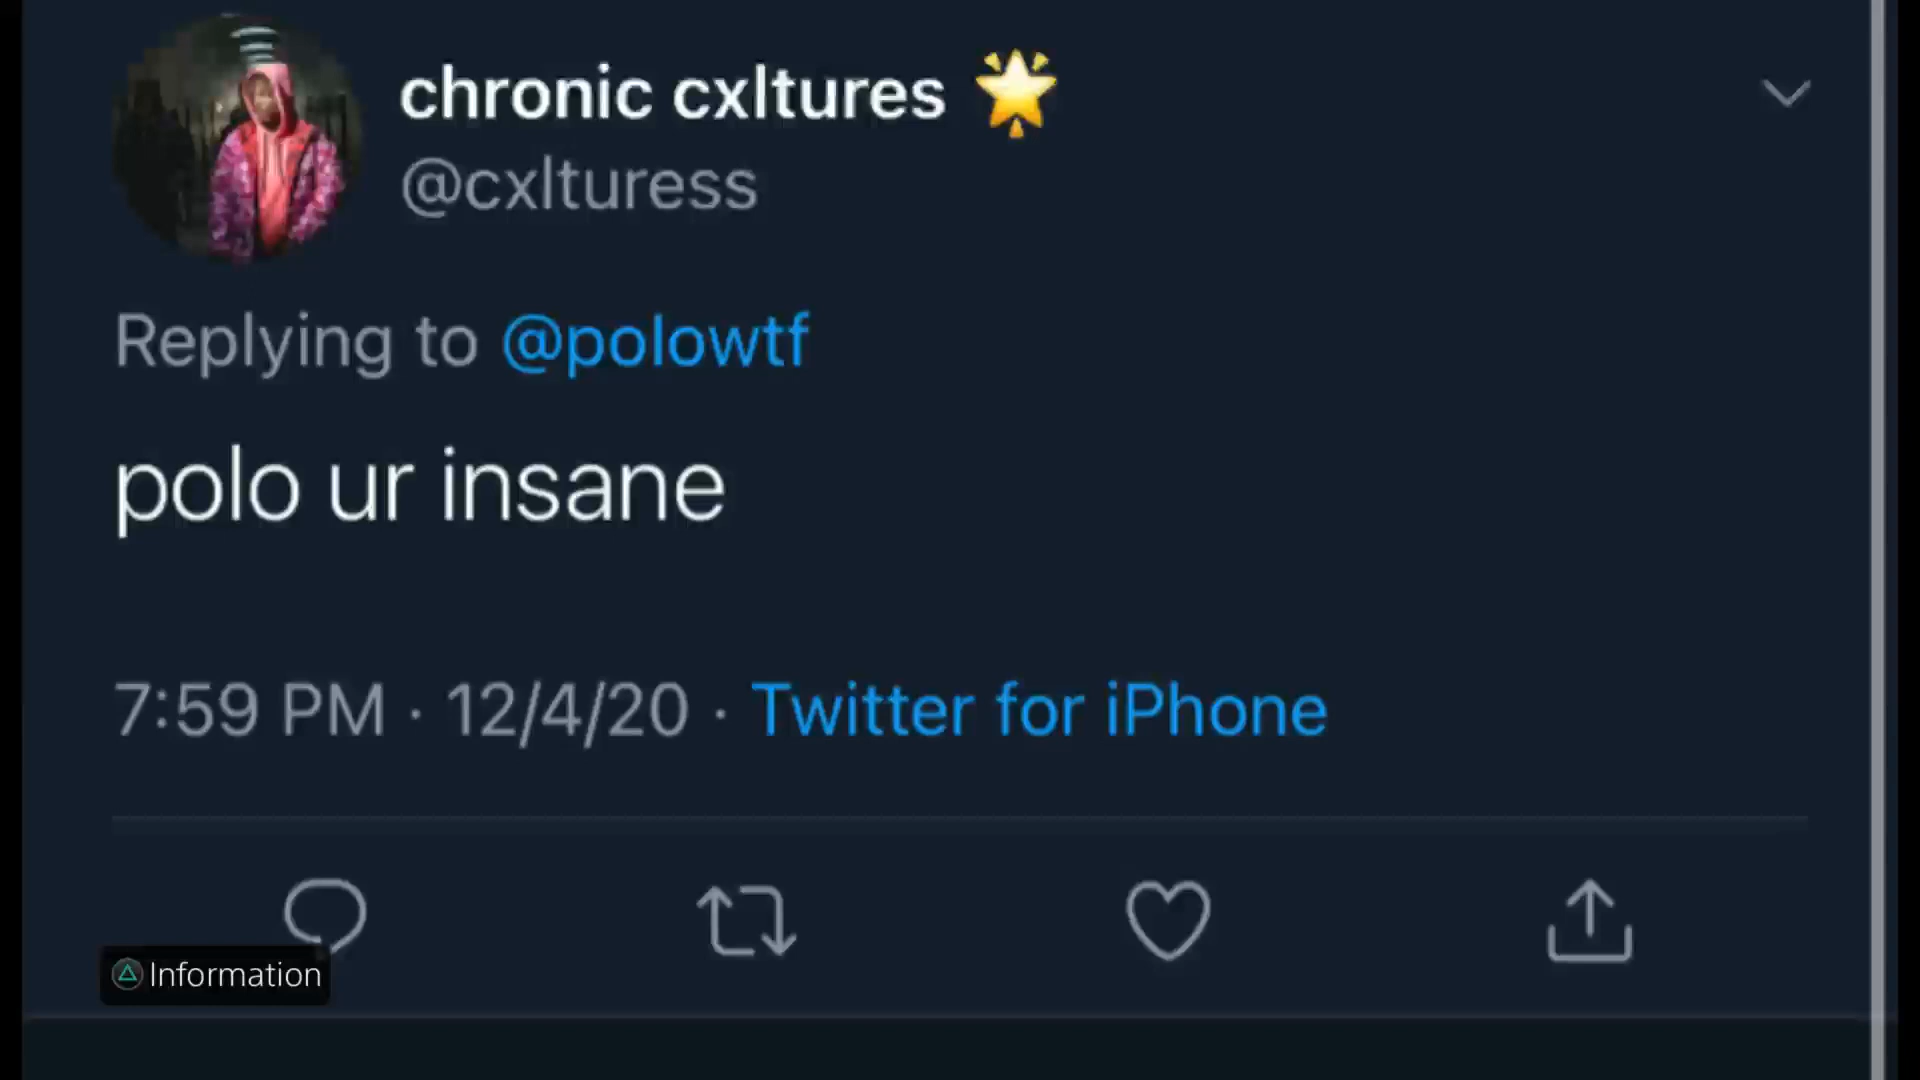 chronic cxltures 🌟
@cxlturess
Replying to @polowtf
polo ur insane
7:59 PM · 12/4/20 · Twitter for iPhone
Information